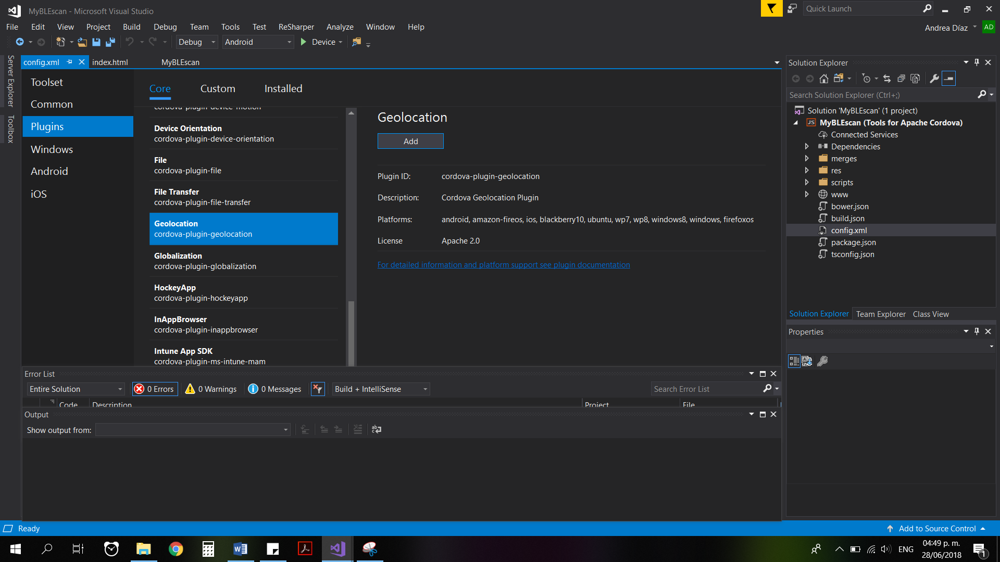 MyBLEscan - Microsoft Visual Studio
Quick Launch
File Edit View Project Build Debug Team Tools Test ReSharper Analyze Window Help
Andrea Díaz AD
Debug Android Device
Server Explorer
Toolbox
config.xml index.html MyBLEscan
Toolset
Common
Plugins
Windows
Android
iOS
Core Custom Installed
cordova-plugin-device-motion
Device Orientation
cordova-plugin-device-orientation
File
cordova-plugin-file
File Transfer
cordova-plugin-file-transfer
Geolocation
cordova-plugin-geolocation
Globalization
cordova-plugin-globalization
HockeyApp
cordova-plugin-hockeyapp
InAppBrowser
cordova-plugin-inappbrowser
Intune App SDK
cordova-plugin-ms-intune-mam
Geolocation
Add
Plugin ID: cordova-plugin-geolocation
Description: Cordova Geolocation Plugin
Platforms: android, amazon-fireos, ios, blackberry10, ubuntu, wp7, wp8, windows8, windows, firefoxos
License Apache 2.0
For detailed information and platform support see plugin documentation
Solution Explorer
Search Solution Explorer (Ctrl+;)
Solution 'MyBLEscan' (1 project)
JS MyBLEscan (Tools for Apache Cordova)
Connected Services
Dependencies
merges
res
scripts
www
bower.json
build.json
config.xml
package.json
tsconfig.json
Solution Explorer Team Explorer Class View
Properties
Error List
Entire Solution 0 Errors 0 Warnings 0 Messages Build + IntelliSense Search Error List
Code Description Project File
Output
Show output from:
Ready
Add to Source Control
ENG
04:49 p. m.
28/06/2018
1